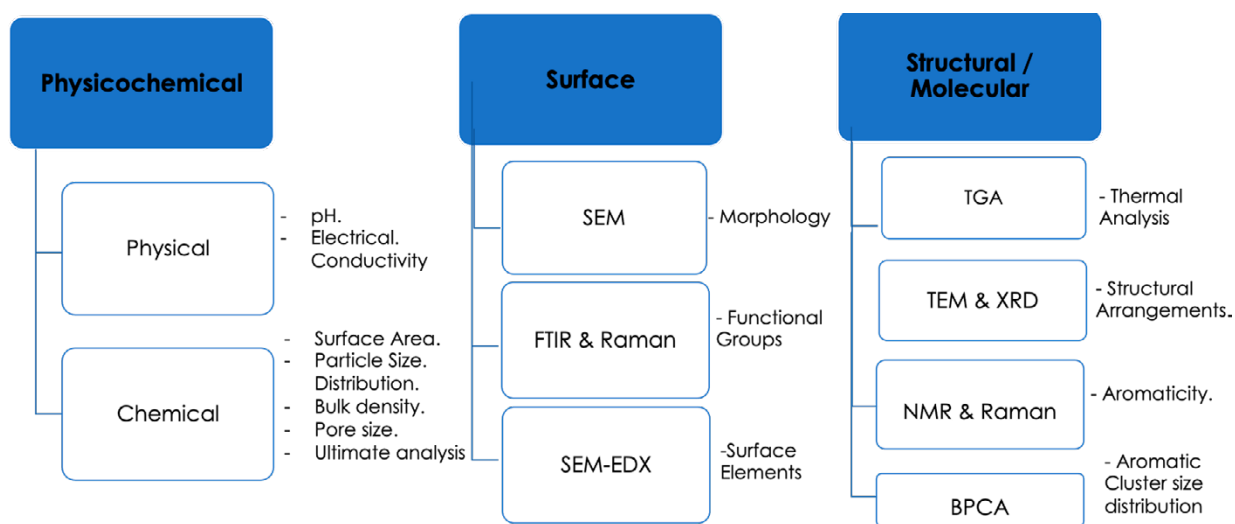 Physicochemical
Physical
- pH.
- Electrical.
Conductivity
Chemical
- Surface Area.
- Particle Size.
Distribution.
- Bulk density.
- Pore size.
- Ultimate analysis
Surface
SEM
- Morphology
FTIR & Raman
- Functional
Groups
SEM-EDX
-Surface
Elements
Structural /
Molecular
TGA
- Thermal
Analysis
TEM & XRD
- Structural
Arrangements.
NMR & Raman
- Aromaticity.
BPCA
- Aromatic
Cluster size
distribution